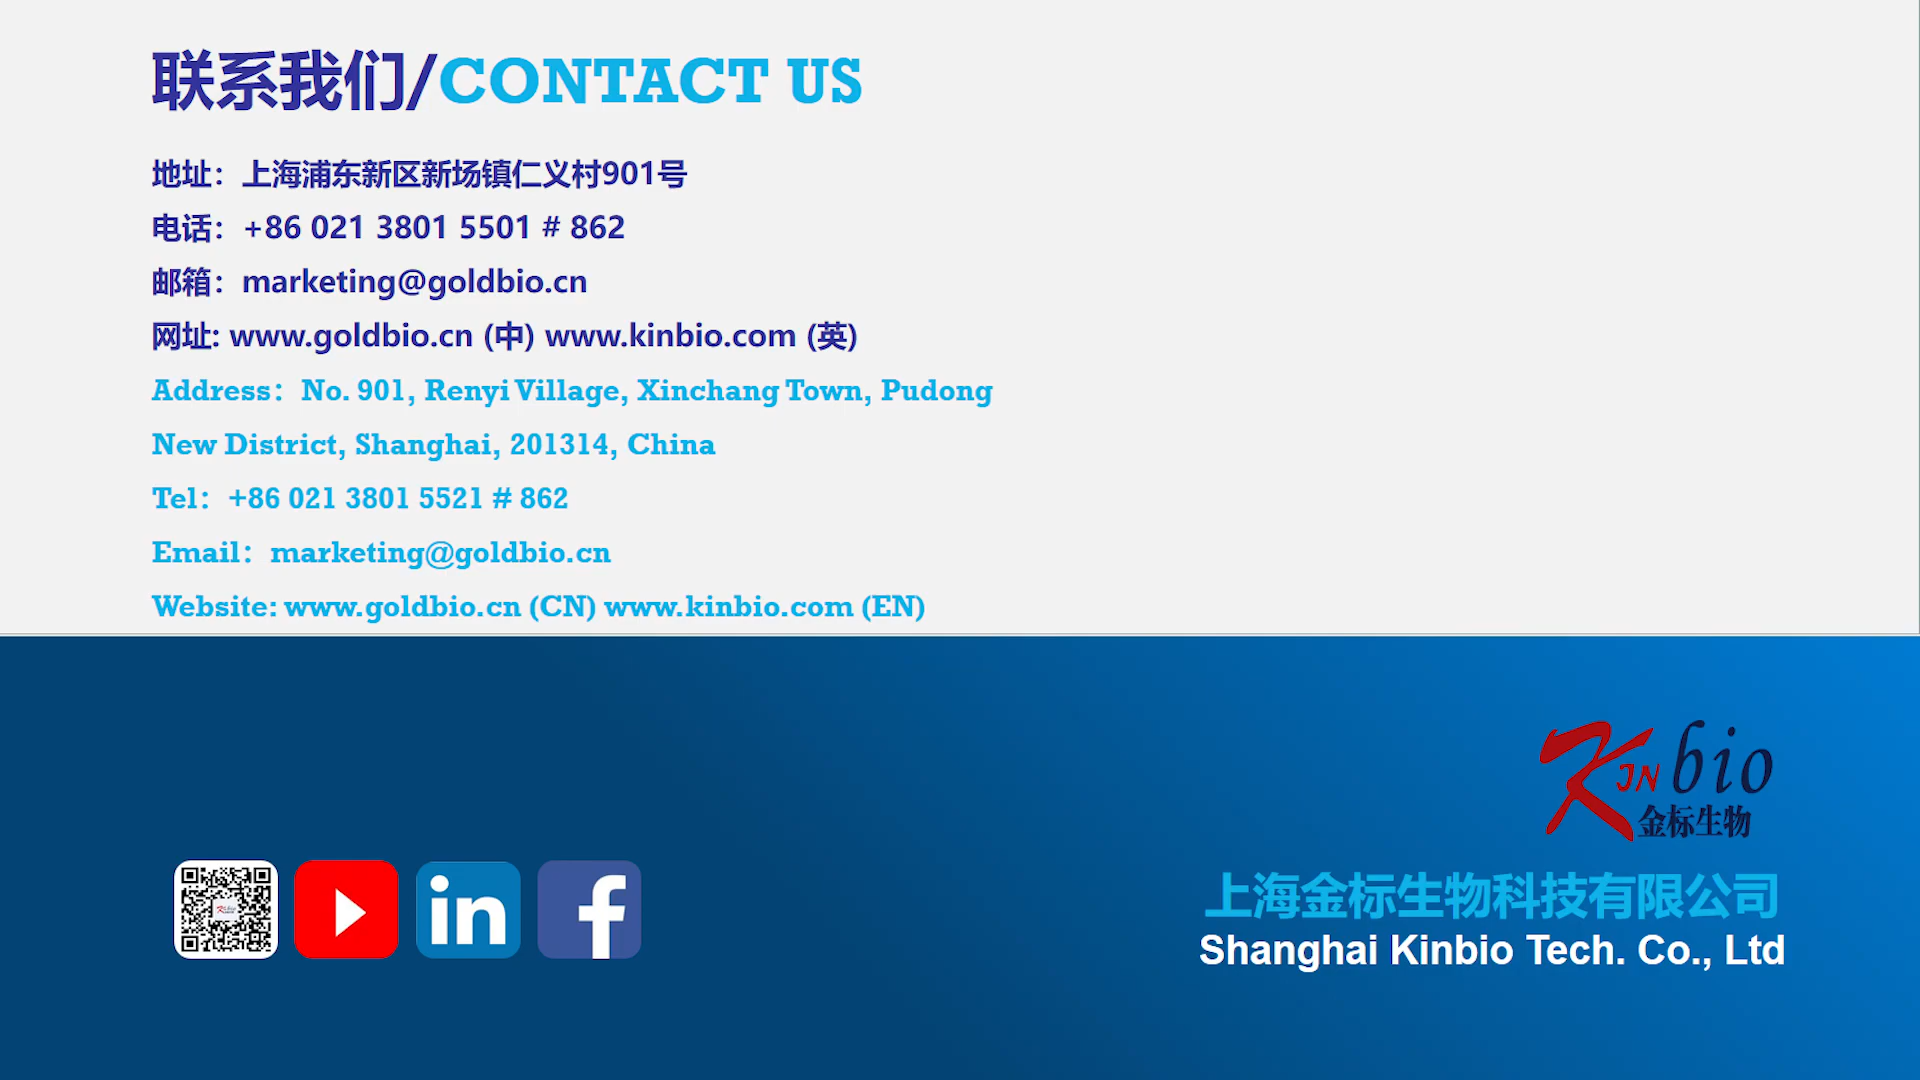 联系我们/CONTACT US
地址：上海浦东新区新场镇仁义村901号
电话：+86 021 3801 5501 # 862
邮箱：marketing@goldbio.cn
网址: www.goldbio.cn (中) www.kinbio.com (英)
Address：No. 901, Renyi Village, Xinchang Town, Pudong
New District, Shanghai, 201314, China
Tel：+86 021 3801 5521 # 862
Email：marketing@goldbio.cn
Website: www.goldbio.cn (CN) www.kinbio.com (EN)
KINbio
金标生物
in f
上海金标生物科技有限公司
Shanghai Kinbio Tech. Co., Ltd